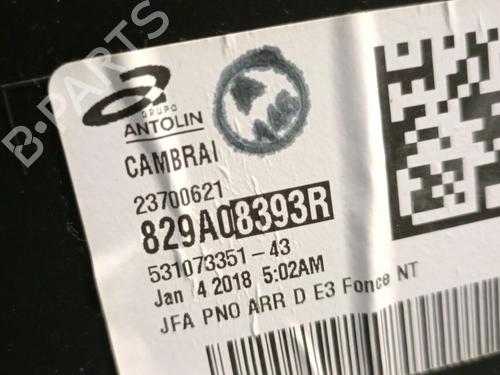 B-PARTS
GRUPO
ANTOLIN
CAMBRAI
23700621
829A08393R
531073351-43
Jan 4 2018 5:02AM
JFA PNO ARR D E3 Fonce NT